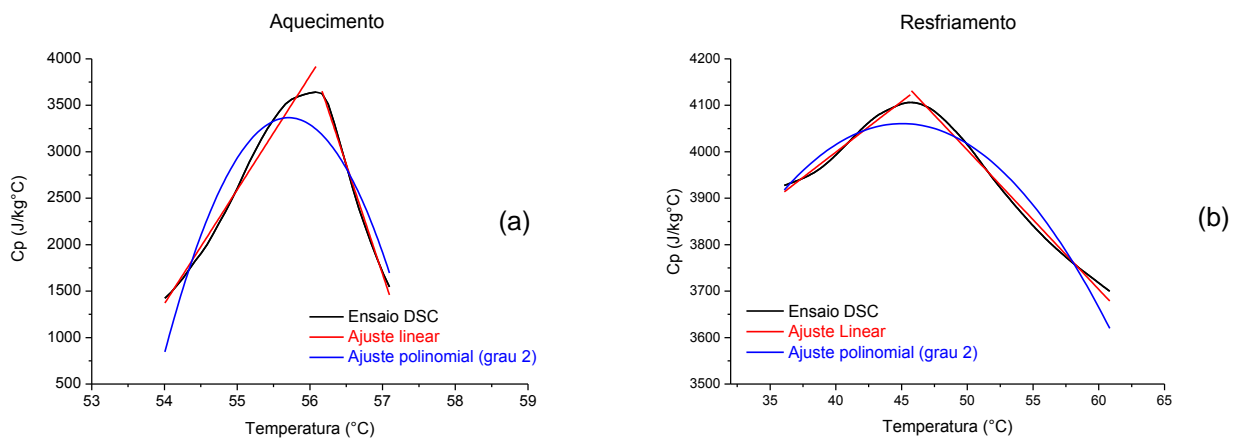 Aquecimento
4000
3500
3000
2500
2000
1500
1000
500
Cp (J/kg°C)
53 54 55 56 57 58 59
Temperatura (°C)
Ensaio DSC
Ajuste linear
Ajuste polinomial (grau 2)
(a)
Resfriamento
4200
4100
4000
3900
3800
3700
3600
3500
Cp (J/kg°C)
35 40 45 50 55 60 65
Temperatura (°C)
Ensaio DSC
Ajuste Linear
Ajuste polinomial (grau 2)
(b)